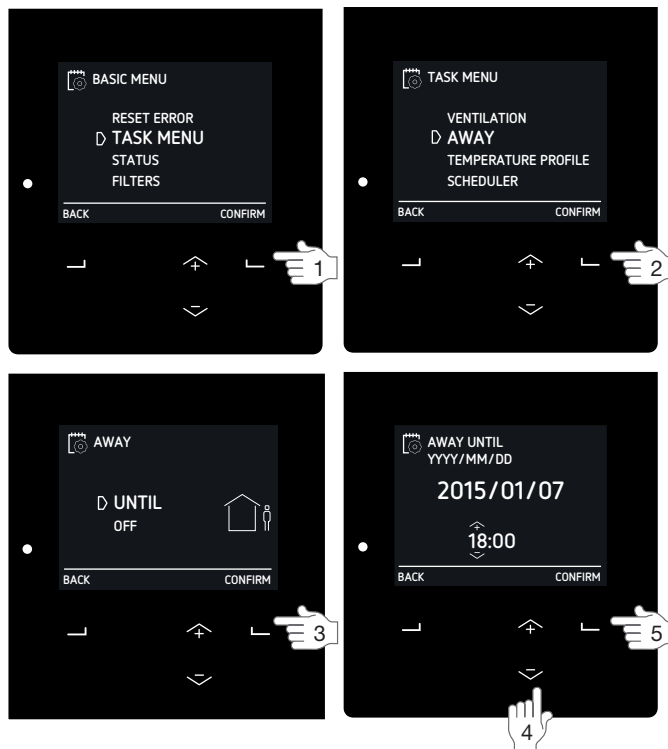 BASIC MENU
RESET ERROR
TASK MENU
STATUS
FILTERS
BACK CONFIRM
1
TASK MENU
VENTILATION
AWAY
TEMPERATURE PROFILE
SCHEDULER
BACK CONFIRM
2
AWAY
UNTIL
OFF
BACK CONFIRM
3
AWAY UNTIL
YYYY/MM/DD
2015/01/07
18:00
BACK CONFIRM
5
4